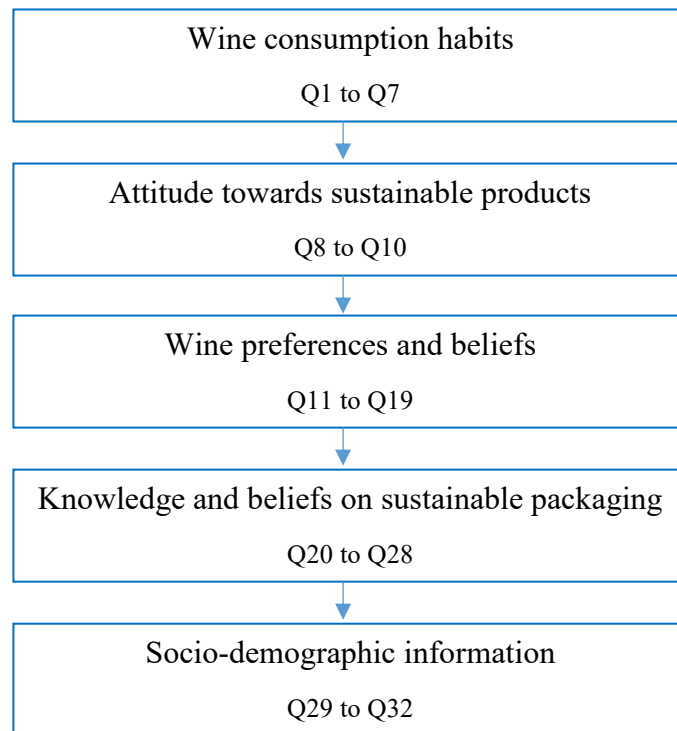 Wine consumption habits
Q1 to Q7
Attitude towards sustainable products
Q8 to Q10
Wine preferences and beliefs
Q11 to Q19
Knowledge and beliefs on sustainable packaging
Q20 to Q28
Socio-demographic information
Q29 to Q32